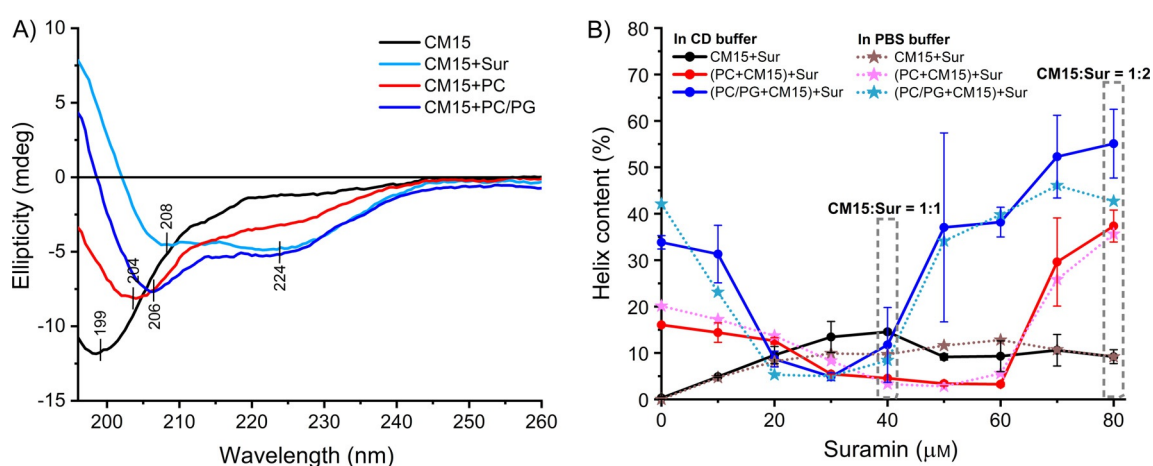 A)
10
5
0
-5
-10
-15
Ellipticity (mdeg)
200
210
220
230
240
250
260
Wavelength (nm)
CM15
CM15+Sur
CM15+PC
CM15+PC/PG
199
204
206
208
224
B)
80
70
60
50
40
30
20
10
0
Helix content (%)
0
20
40
60
80
Suramin (μM)
In CD buffer
CM15+Sur
(PC+CM15)+Sur
(PC/PG+CM15)+Sur
In PBS buffer
CM15+Sur
(PC+CM15)+Sur
(PC/PG+CM15)+Sur
CM15:Sur = 1:2
CM15:Sur = 1:1